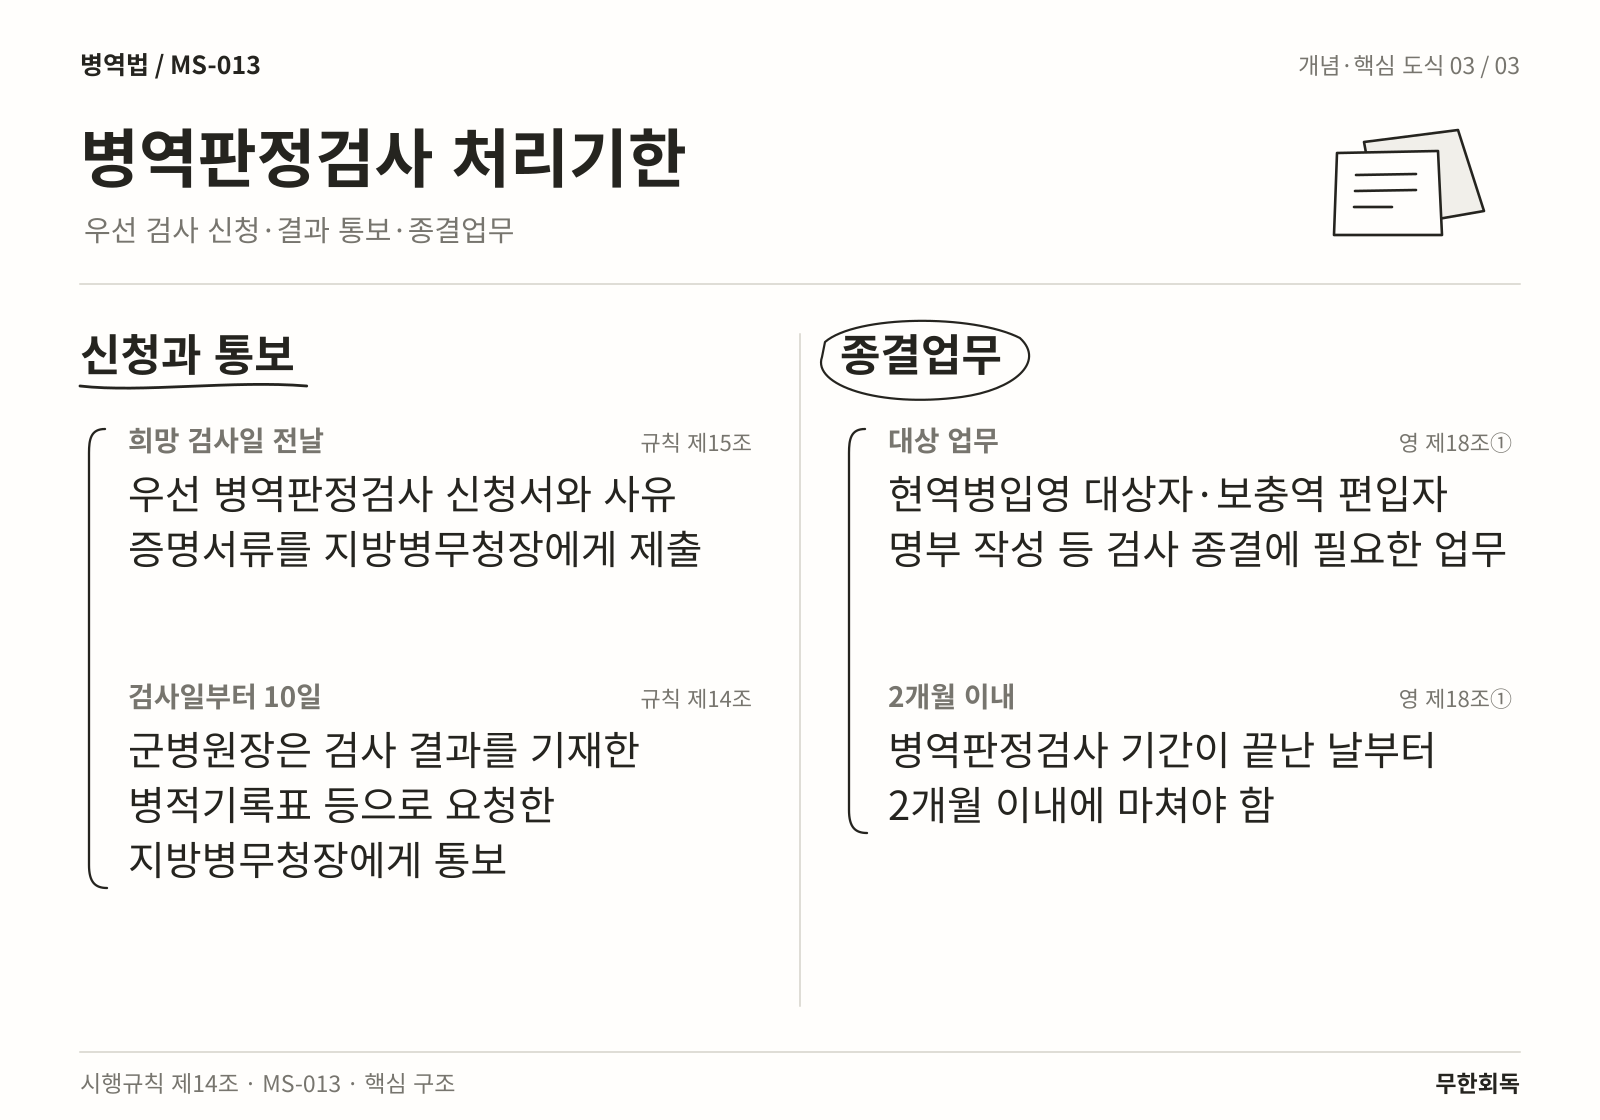 병역법 / MS-013
개념·핵심 도식 03 / 03
병역판정검사 처리기한
우선 검사 신청·결과 통보·종결업무
신청과 통보
희망 검사일 전날
규칙 제15조
우선 병역판정검사 신청서와 사유
증명서류를 지방병무청장에게 제출
검사일부터 10일
규칙 제14조
군병원장은 검사 결과를 기재한
병적기록표 등으로 요청한
지방병무청장에게 통보
종결업무
대상 업무
영 제18조①
현역병입영 대상자·보충역 편입자
명부 작성 등 검사 종결에 필요한 업무
2개월 이내
영 제18조①
병역판정검사 기간이 끝난 날부터
2개월 이내에 마쳐야 함
시행규칙 제14조 · MS-013 · 핵심 구조
무한회독